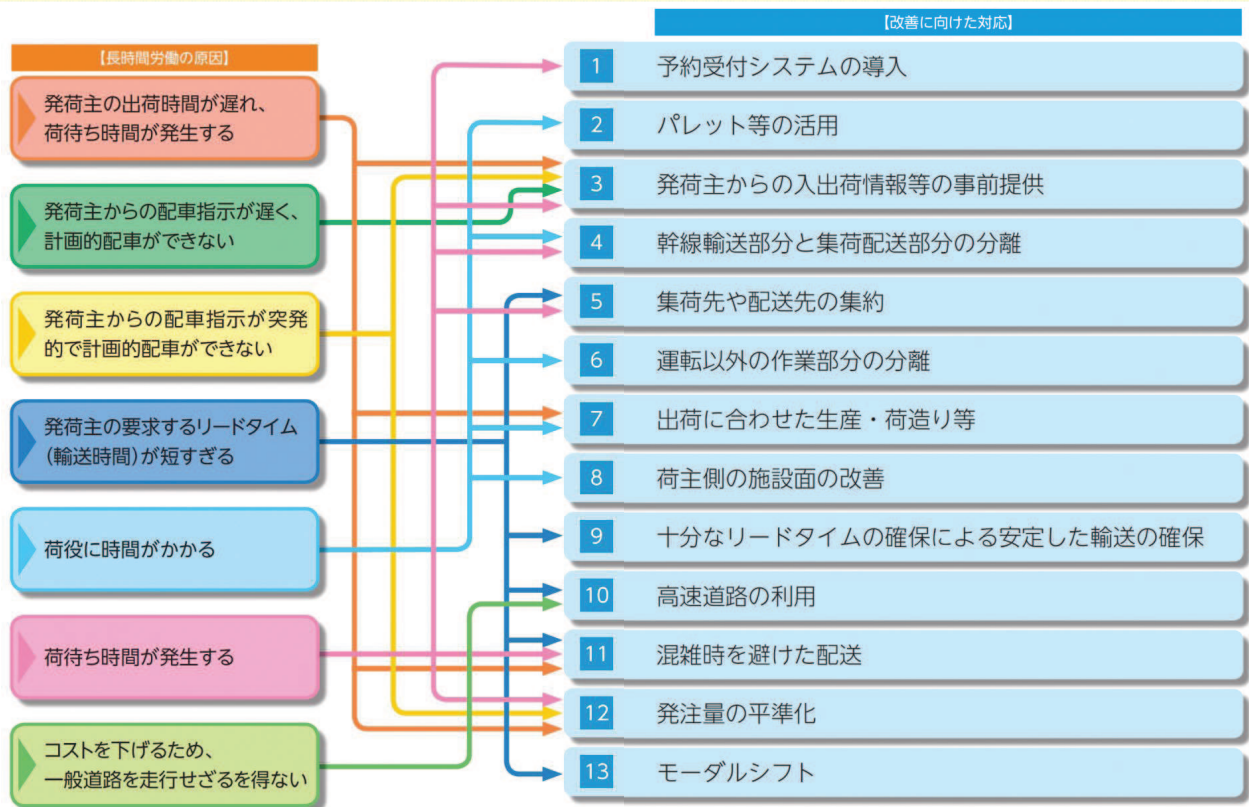 【長時間労働の原因】
発荷主の出荷時間が遅れ、
荷待ち時間が発生する
発荷主からの配車指示が遅く、
計画的配車ができない
発荷主からの配車指示が突発
的で計画的配車ができない
発荷主の要求するリードタイム
(輸送時間)が短すぎる
荷役に時間がかかる
荷待ち時間が発生する
コストを下げるため、
一般道路を走行せざるを得ない
【改善に向けた対応】
1 予約受付システムの導入
2 パレット等の活用
3 発荷主からの入出荷情報等の事前提供
4 幹線輸送部分と集荷配送部分の分離
5 集荷先や配送先の集約
6 運転以外の作業部分の分離
7 出荷に合わせた生産・荷造り等
8 荷主側の施設面の改善
9 十分なリードタイムの確保による安定した輸送の確保
10 高速道路の利用
11 混雑時を避けた配送
12 発注量の平準化
13 モーダルシフト